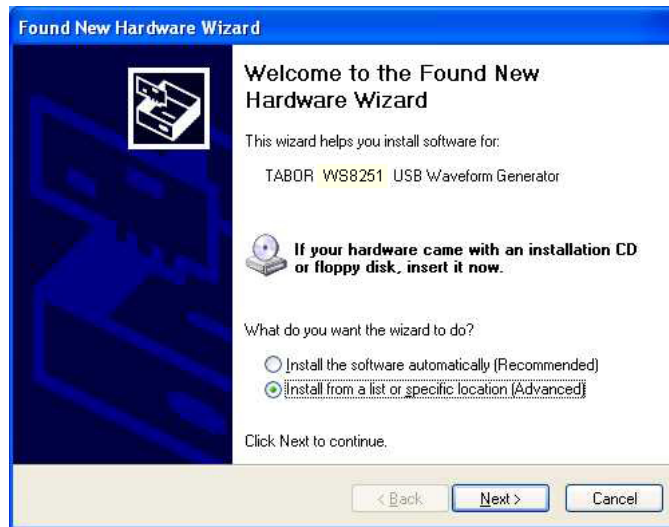 Found New Hardware Wizard
Welcome to the Found New
Hardware Wizard
This wizard helps you install software for:
TABOR WS8251 USB Waveform Generator
If your hardware came with an installation CD
or floppy disk, insert it now.
What do you want the wizard to do?
Install the software automatically (Recommended)
Install from a list or specific location (Advanced)
Click Next to continue.
< Back Next > Cancel